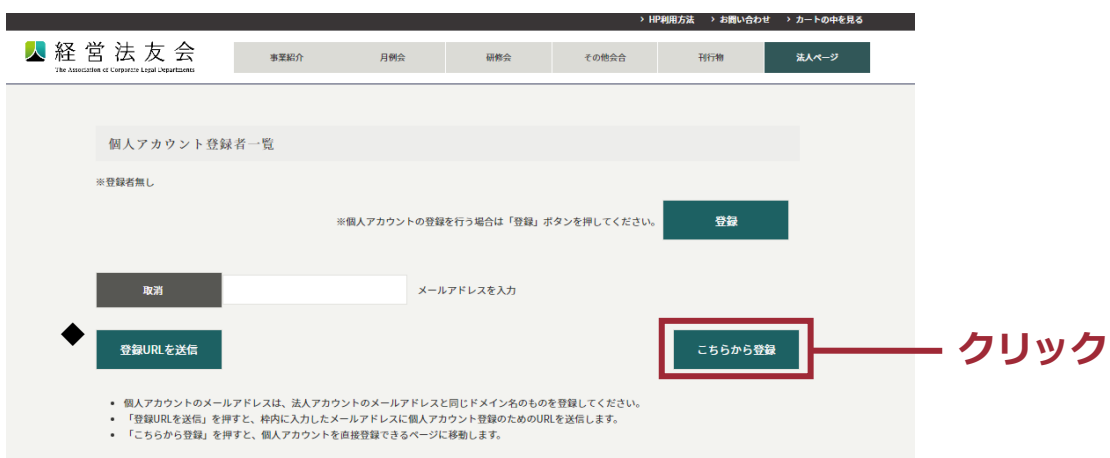 › HP利用方法 › お問い合わせ › カートの中を見る
経営法友会
The Association of Corporate Legal Departments
事業紹介 月例会 研修会 その他会合 刊行物 法人ページ
個人アカウント登録者一覧
※登録者無し
※個人アカウントの登録を行う場合は「登録」ボタンを押してください。 登録
取消 メールアドレスを入力
◆ 登録URLを送信 こちらから登録 クリック
• 個人アカウントのメールアドレスは、法人アカウントのメールアドレスと同じドメイン名のものを登録してください。
• 「登録URLを送信」を押すと、枠内に入力したメールアドレスに個人アカウント登録のためのURLを送信します。
• 「こちらから登録」を押すと、個人アカウントを直接登録できるページに移動します。